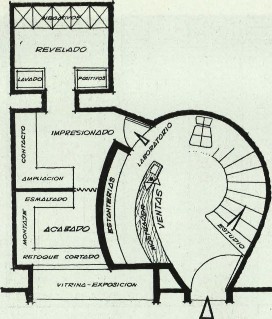 NEGATIVOS
REVELADO
LAVADO
POSITIVOS
IMPRESIONADO
LABORATORIO
CONTACTO
AMPLIACION
ESTANTERIAS
VENTAS
ESMALTADO
MONTAJE
ACABADO
ESTUDIO
RETOQUE CORTADO
VITRINA-EXPOSICION